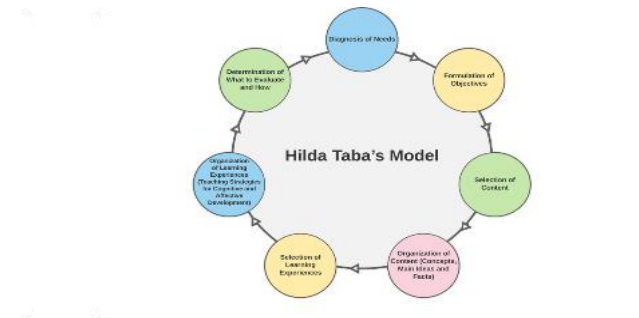 Diagnosis of Needs
Formulation of
Objectives
Selection of
Content
Organization of
Content (Concepts,
Main Ideas and
Facts)
Selection of
Learning
Experiences
Organization
of Learning
Experiences
(Teaching Strategies
for Cognitive and
Affective
Development)
Determination of
What to Evaluate
and How
Hilda Taba's Model